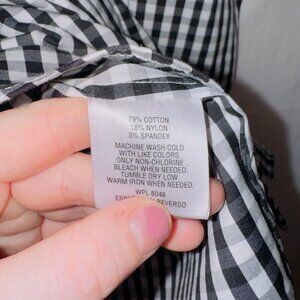 79% COTTON
18% NYLON
3% SPANDEX
MACHINE WASH COLD
WITH LIKE COLORS.
ONLY NON-CHLORINE
BLEACH WHEN NEEDED.
TUMBLE DRY LOW.
WARM IRON WHEN NEEDED.
WPL 8046
REVERSO